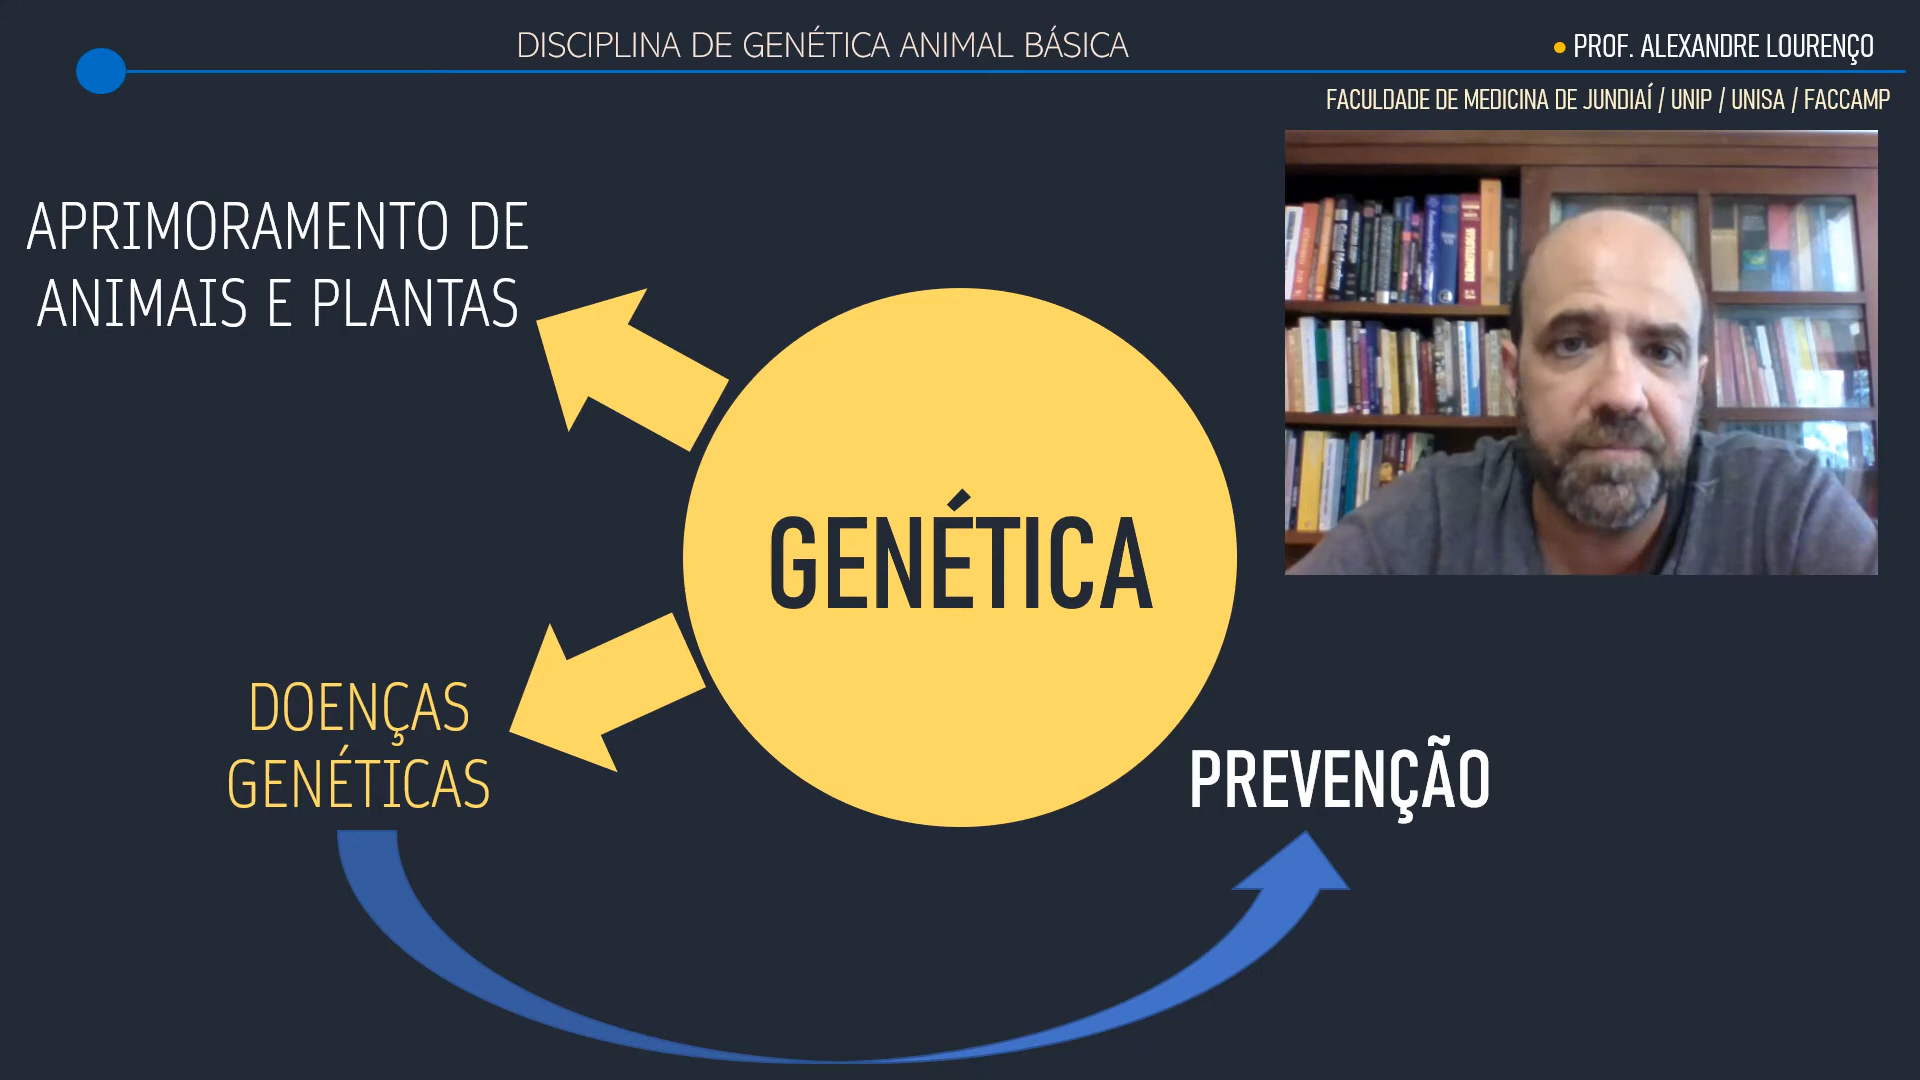 DISCIPLINA DE GENÉTICA ANIMAL BÁSICA
PROF. ALEXANDRE LOURENÇO
FACULDADE DE MEDICINA DE JUNDIAÍ / UNIP / UNISA / FACCAMP
APRIMORAMENTO DE
ANIMAIS E PLANTAS
GENÉTICA
DOENÇAS
GENÉTICAS
PREVENÇÃO